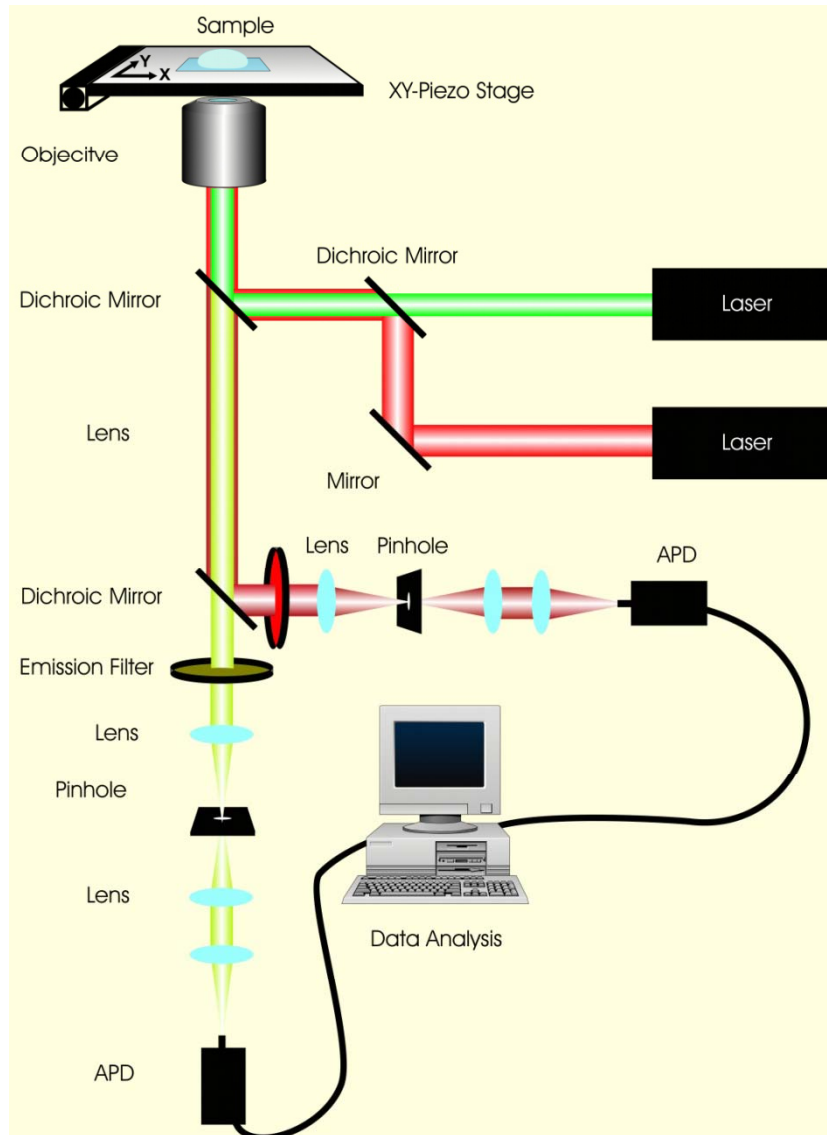 Sample
Y
X
XY-Piezo Stage
Objecitve
Dichroic Mirror
Dichroic Mirror
Laser
Lens
Laser
Mirror
Lens
Pinhole
APD
Dichroic Mirror
Emission Filter
Lens
Pinhole
Lens
Data Analysis
APD